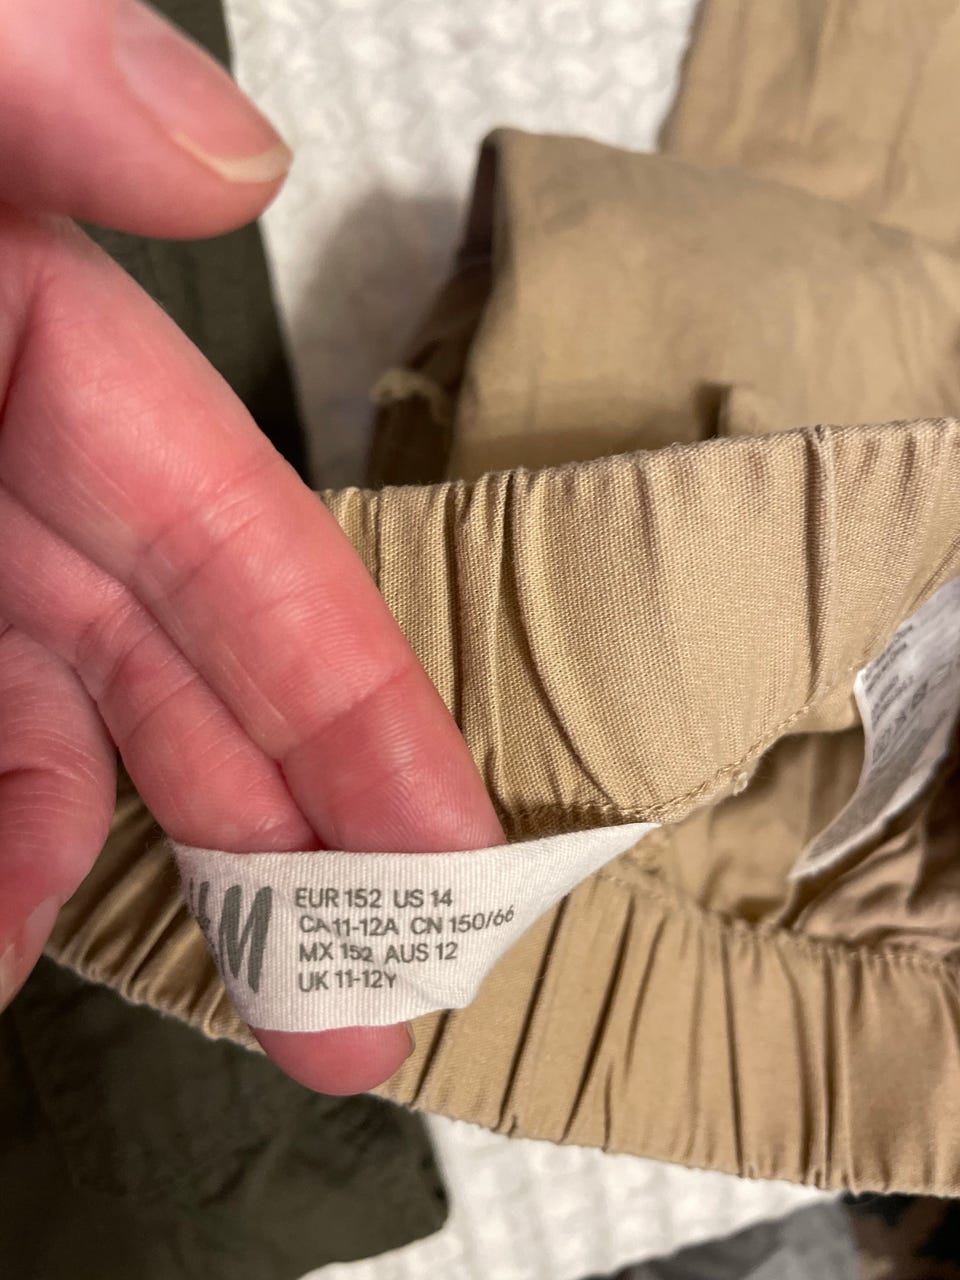 M
EUR 152 US 14
CA 11-12A CN 150/66
MX 152 AUS 12
UK 11-12Y